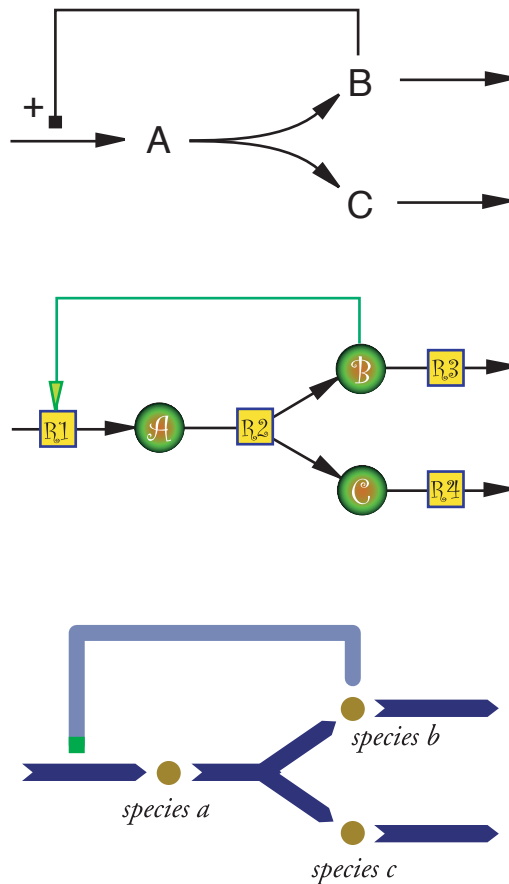 B
+
A
C
B
R3
R1
A
R2
C
R4
species b
species a
species c